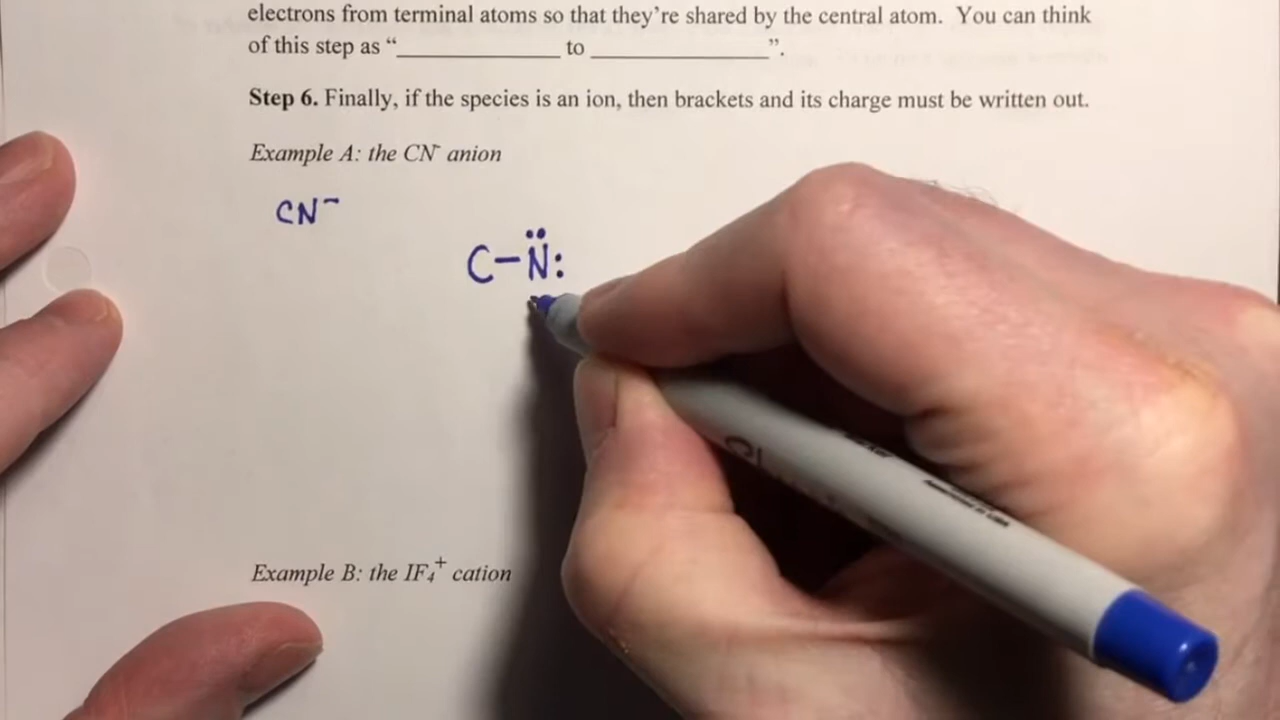 electrons from terminal atoms so that they're shared by the central atom. You can think
of this step as "____________ to ____________".
Step 6. Finally, if the species is an ion, then brackets and its charge must be written out.
Example A: the CN⁻ anion
CN⁻
C–N̈:
Example B: the IF₄⁺ cation